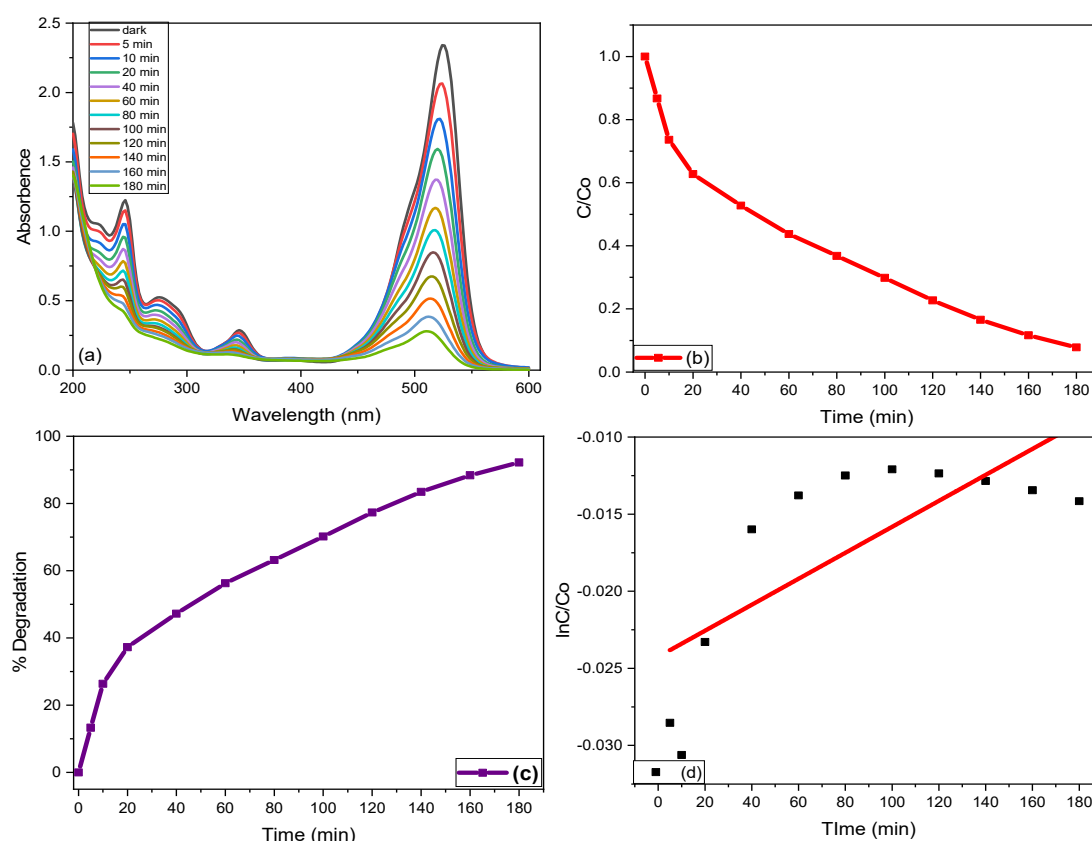 2.5
2.0
1.5
1.0
0.5
0.0
Absorbence
dark
5 min
10 min
20 min
40 min
60 min
80 min
100 min
120 min
140 min
160 min
180 min
(a)
200 300 400 500 600
Wavelength (nm)
1.0
0.8
0.6
0.4
0.2
0.0
C/Co
(b)
0 20 40 60 80 100 120 140 160 180
Time (min)
100
80
60
40
20
0
% Degradation
(c)
0 20 40 60 80 100 120 140 160 180
Time (min)
-0.010
-0.015
-0.020
-0.025
-0.030
lnC/Co
(d)
0 20 40 60 80 100 120 140 160 180
TIme (min)